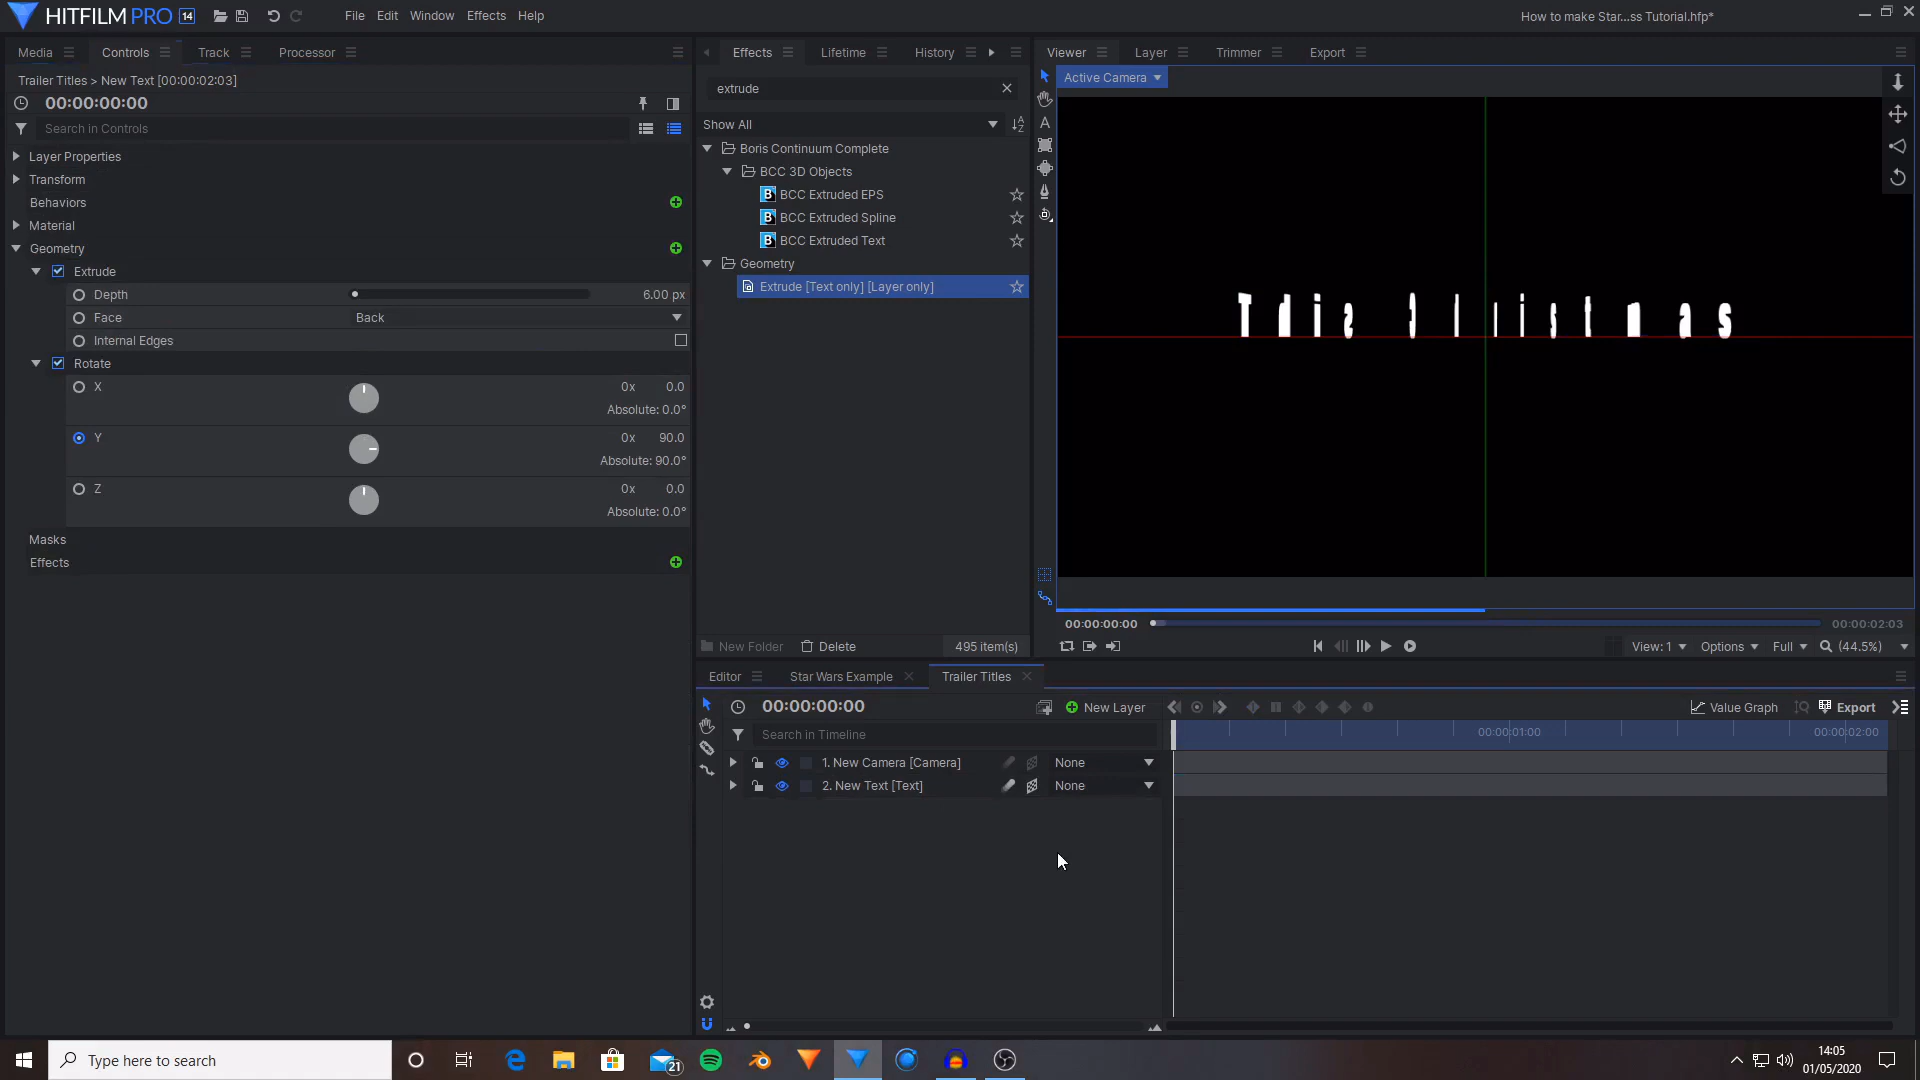 HITFILM PRO 14
File Edit Window Effects Help
How to make Star...ss Tutorial.hfp*
Media Controls Track Processor
Effects Lifetime History
Viewer Layer Trimmer Export
Trailer Titles > New Text [00:00:02:03]
00:00:00:00
Search in Controls
Layer Properties
Transform
Behaviors
Material
Geometry
Extrude
Depth 6.00 px
Face Back
Internal Edges
Rotate
X 0x 0.0
Absolute: 0.0°
Y 0x 90.0
Absolute: 90.0°
Z 0x 0.0
Absolute: 0.0°
Masks
Effects
extrude
Show All
Boris Continuum Complete
BCC 3D Objects
BCC Extruded EPS
BCC Extruded Spline
BCC Extruded Text
Geometry
Extrude [Text only] [Layer only]
New Folder Delete 495 item(s)
Active Camera
00:00:00:00 00:00:02:03
View: 1 Options Full (44.5%)
Editor Star Wars Example Trailer Titles
00:00:00:00 New Layer Value Graph Export
Search in Timeline
00:00:01:00 00:00:02:00
1. New Camera [Camera] None
2. New Text [Text] None
Type here to search
21
14:05
01/05/2020